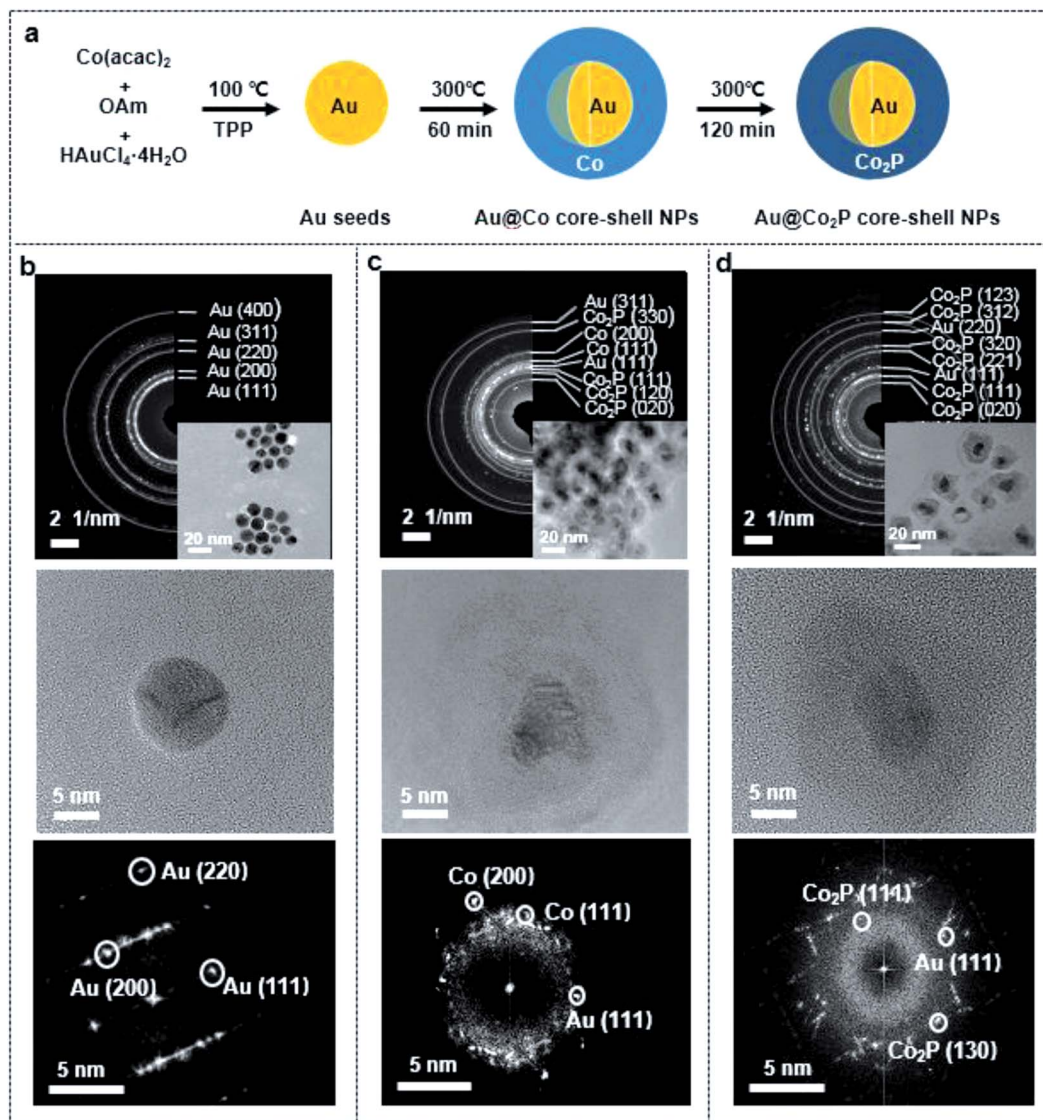 a
Co(acac)₂
+
OAm
+
HAuCl₄·4H₂O
100 ℃
TPP
Au
300℃
60 min
Au
Co
300℃
120 min
Au
Co₂P
Au seeds
Au@Co core-shell NPs
Au@Co₂P core-shell NPs
b
Au (400)
Au (311)
Au (220)
Au (200)
Au (111)
2 1/nm
20 nm
5 nm
Au (220)
Au (200)
Au (111)
5 nm
c
Au (311)
Co₂P (330)
Co (200)
Co (111)
Au (111)
Co₂P (111)
Co₂P (120)
Co₂P (020)
2 1/nm
20 nm
5 nm
Co (200)
Co (111)
Au (111)
5 nm
d
Co₂P (123)
Co₂P (312)
Au (220)
Co₂P (320)
Co₂P (221)
Au (111)
Co₂P (111)
Co₂P (020)
2 1/nm
20 nm
5 nm
Co₂P (111)
Au (111)
Co₂P (130)
5 nm